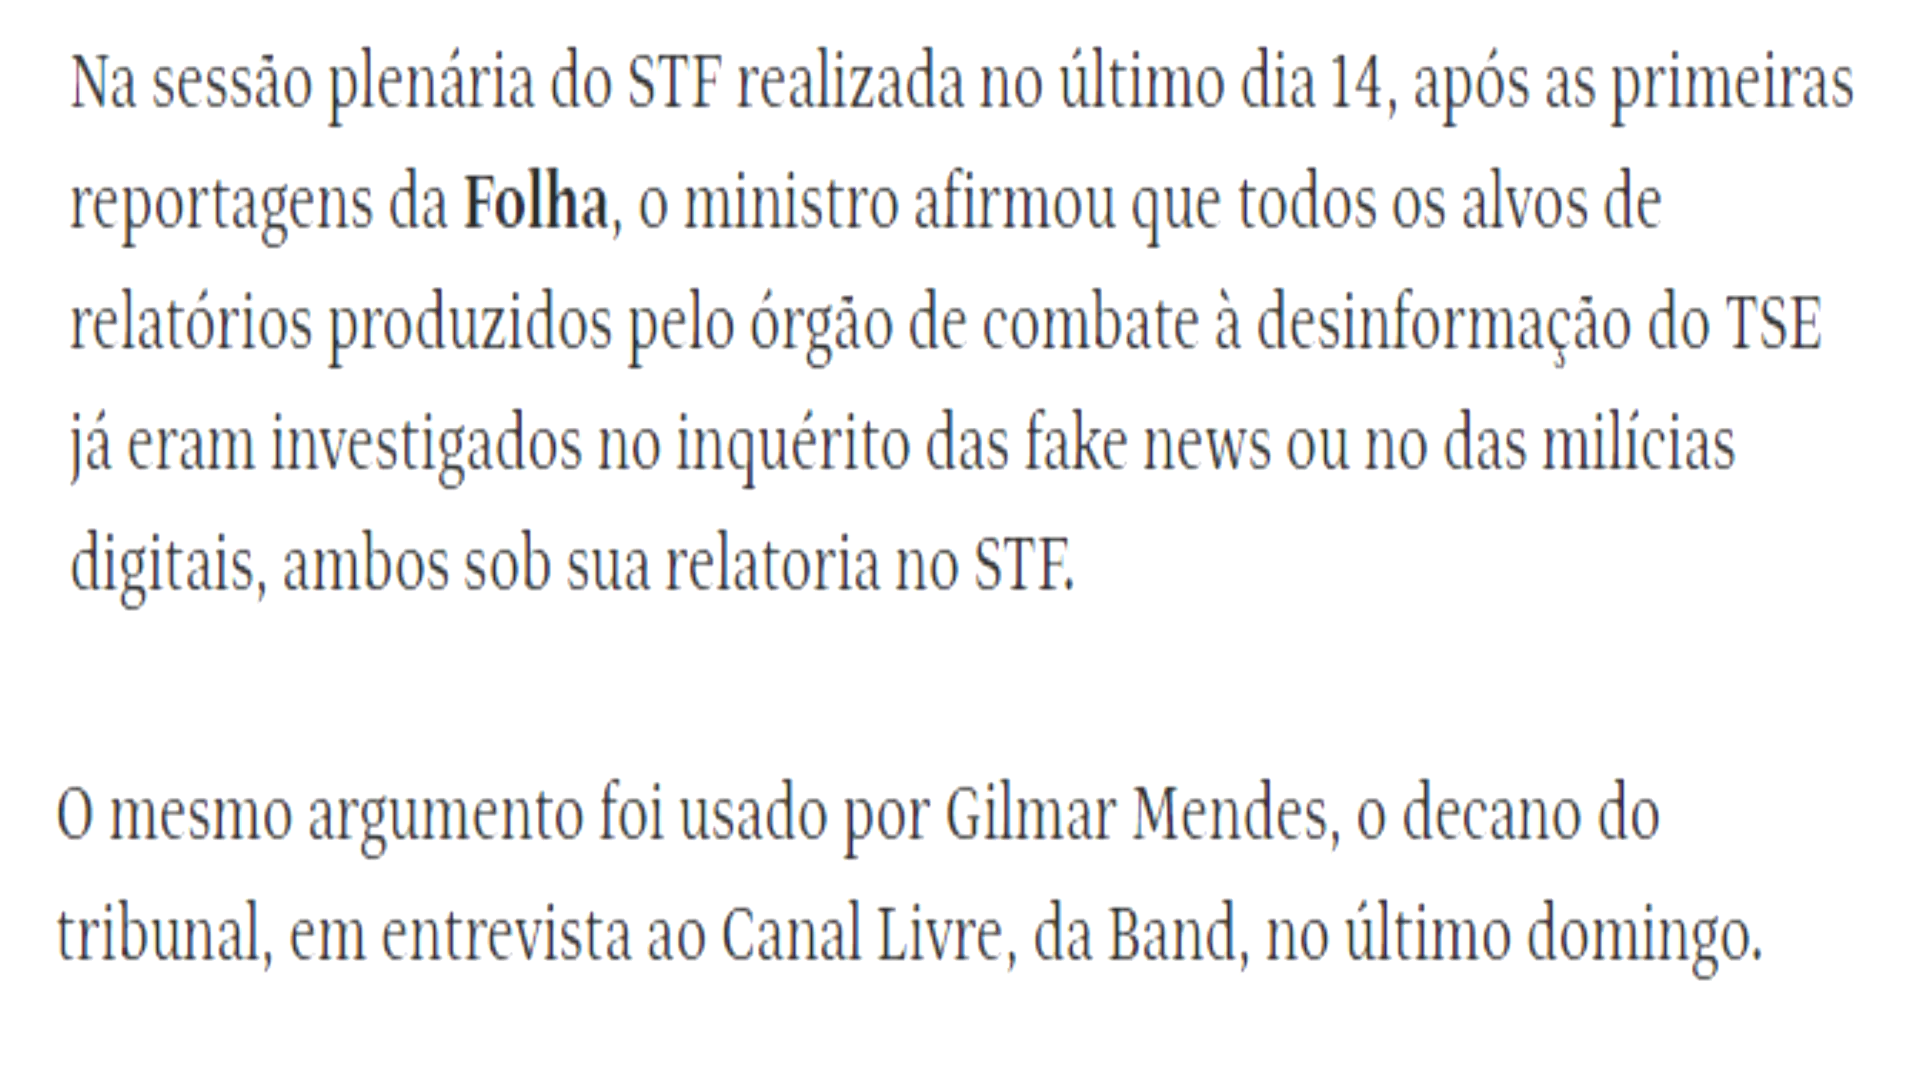 Na sessão plenária do STF realizada no último dia 14, após as primeiras
reportagens da Folha, o ministro afirmou que todos os alvos de
relatórios produzidos pelo órgão de combate à desinformação do TSE
já eram investigados no inquérito das fake news ou no das milícias
digitais, ambos sob sua relatoria no STF.
O mesmo argumento foi usado por Gilmar Mendes, o decano do
tribunal, em entrevista ao Canal Livre, da Band, no último domingo.